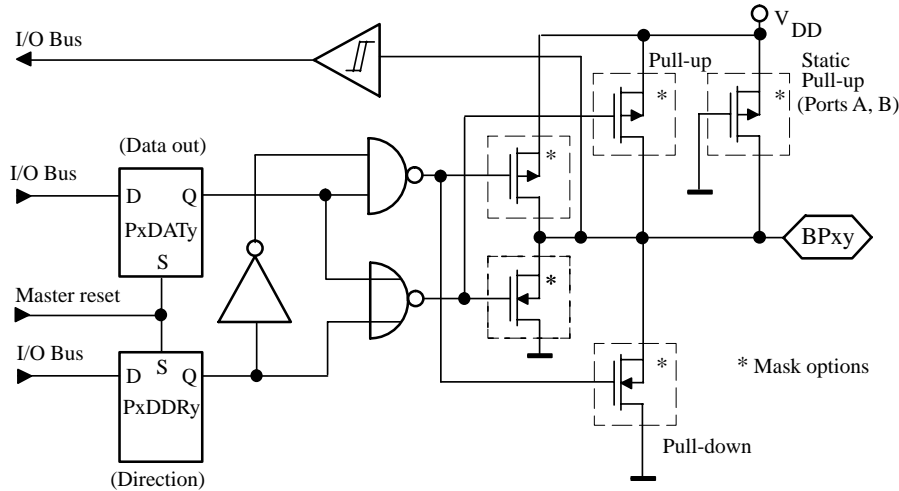 I/O Bus
V
DD
Pull-up
Static
Pull-up
(Ports A, B)
*
*
(Data out)
*
I/O Bus
D
Q
PxDATy
S
BPxy
*
Master reset
I/O Bus
S
D
Q
PxDDRy
*
* Mask options
Pull-down
(Direction)